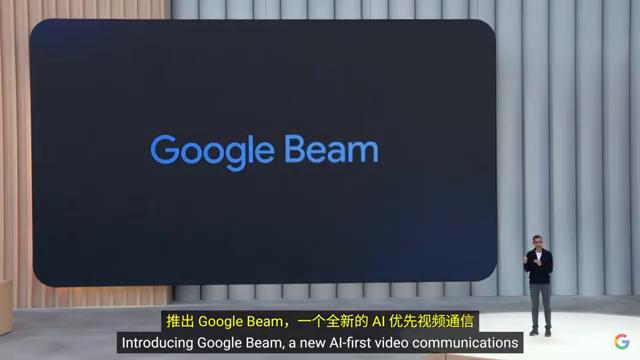 Google Beam
推出 Google Beam，一个全新的 AI 优先视频通信
Introducing Google Beam, a new AI-first video communications